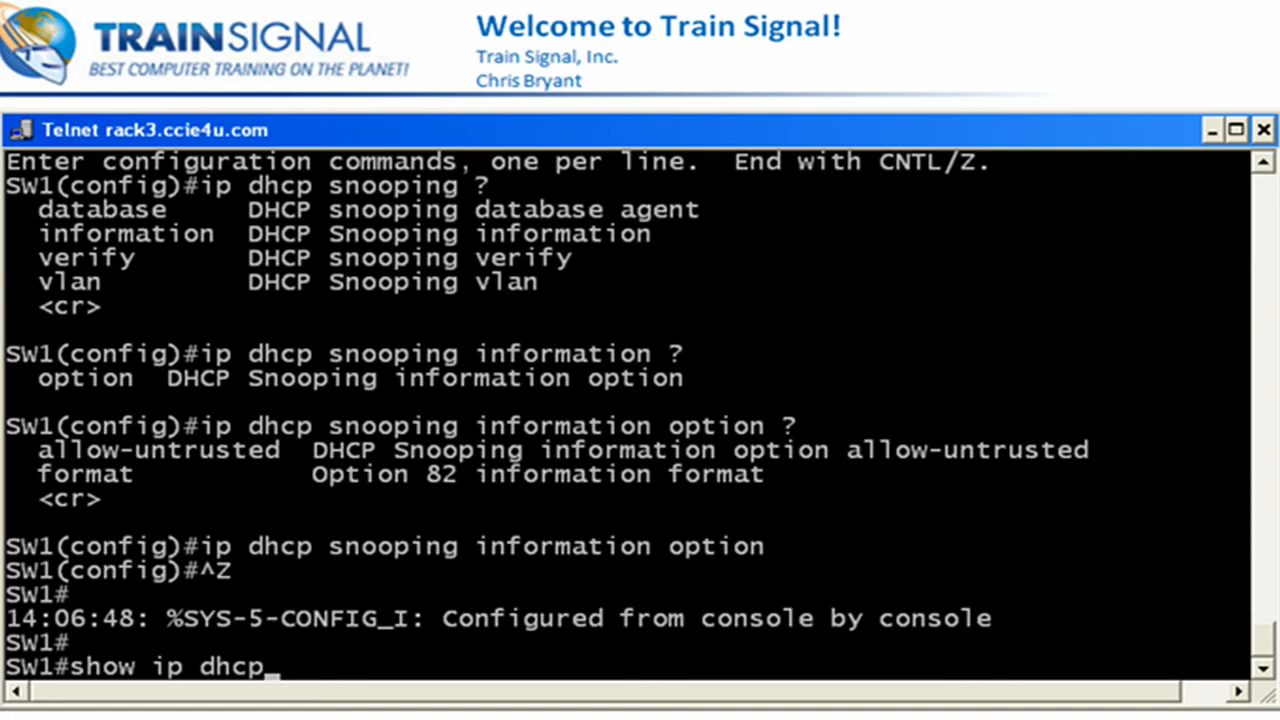 TRAINSIGNAL
BEST COMPUTER TRAINING ON THE PLANET!
Welcome to Train Signal!
Train Signal, Inc.
Chris Bryant
Telnet rack3.ccie4u.com
Enter configuration commands, one per line.  End with CNTL/Z.
SW1(config)#ip dhcp snooping ?
  database     DHCP snooping database agent
  information  DHCP Snooping information
  verify       DHCP snooping verify
  vlan         DHCP Snooping vlan
  <cr>
SW1(config)#ip dhcp snooping information ?
  option  DHCP Snooping information option
SW1(config)#ip dhcp snooping information option ?
  allow-untrusted  DHCP Snooping information option allow-untrusted
  format           Option 82 information format
  <cr>
SW1(config)#ip dhcp snooping information option
SW1(config)#^Z
SW1#
14:06:48: %SYS-5-CONFIG_I: Configured from console by console
SW1#
SW1#show ip dhcp_